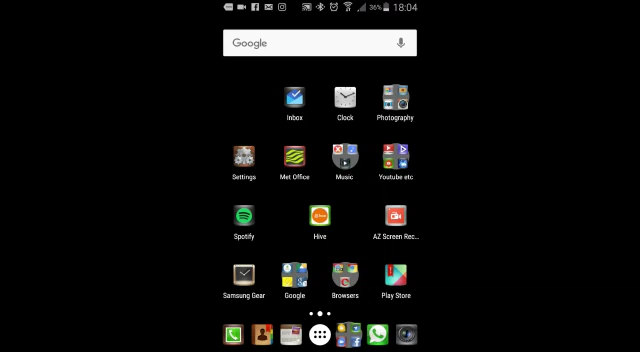 36% 18:04
Google
Inbox Clock Photography
Settings Met Office Music Youtube etc
Spotify Hive AZ Screen Rec...
Samsung Gear Google Browsers Play Store